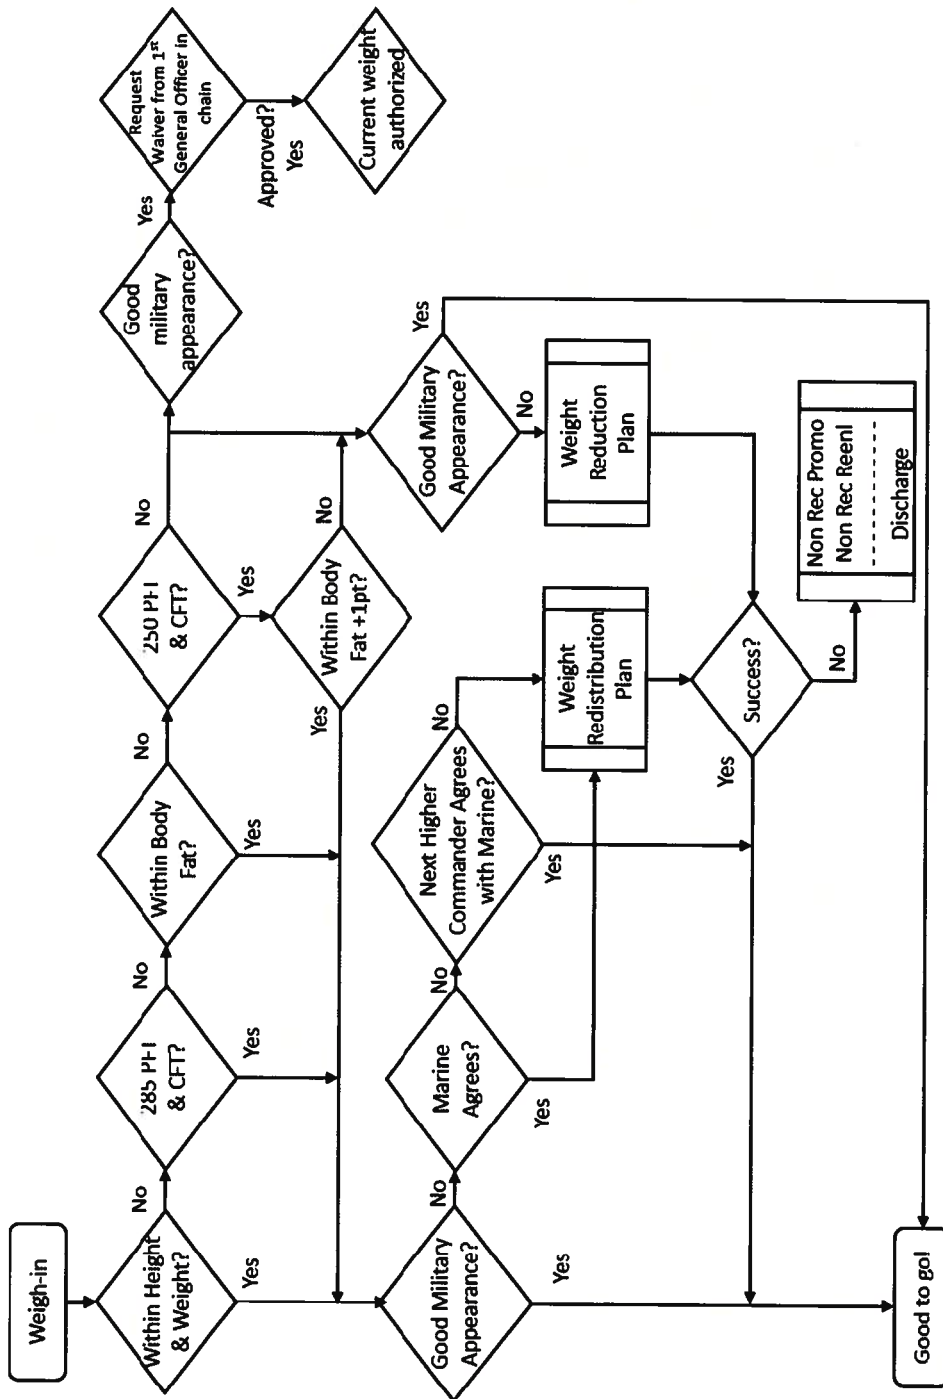 Weigh-in
Within Height
& Weight?
No
Yes
285 PFT
& CFT?
No
Yes
Within Body
Fat?
No
Yes
250 PFT
& CFT?
No
Yes
Good
military
appearance?
Yes
Request
Waiver from 1st
General Officer in
chain
Approved?
Yes
Current weight
authorized
Within Body
Fat +1pt?
Yes
No
Good Military
Appearance?
No
Yes
Marine
Agrees?
No
Yes
Next Higher
Commander Agrees
with Marine?
No
Yes
Good Military
Appearance?
Yes
No
Weight
Redistribution
Plan
Weight
Reduction
Plan
Success?
Yes
No
Non Rec Promo
Non Rec Reenl
---------
Discharge
Good to go!